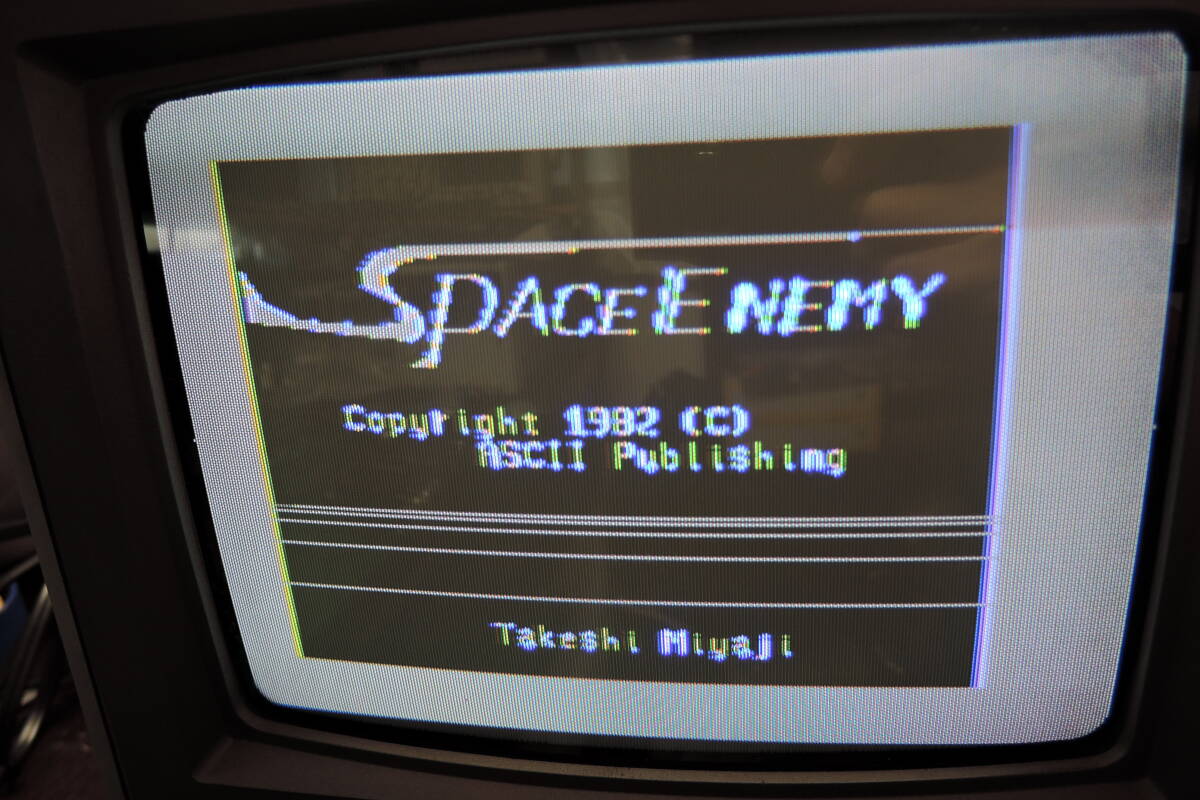 SPACE ENEMY
Copyright 1982 (C)
ASCII Publishing
Takeshi Miyaji